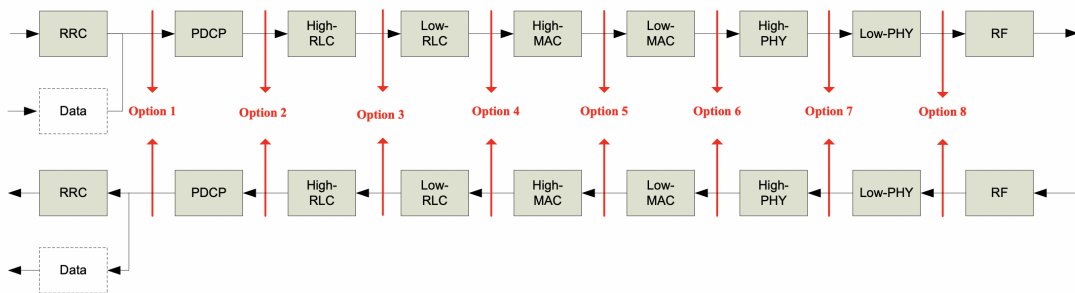 RRC
PDCP
High-
RLC
Low-
RLC
High-
MAC
Low-
MAC
High-
PHY
Low-PHY
RF
Data
Option 1
Option 2
Option 3
Option 4
Option 5
Option 6
Option 7
Option 8
RRC
PDCP
High-
RLC
Low-
RLC
High-
MAC
Low-
MAC
High-
PHY
Low-PHY
RF
Data